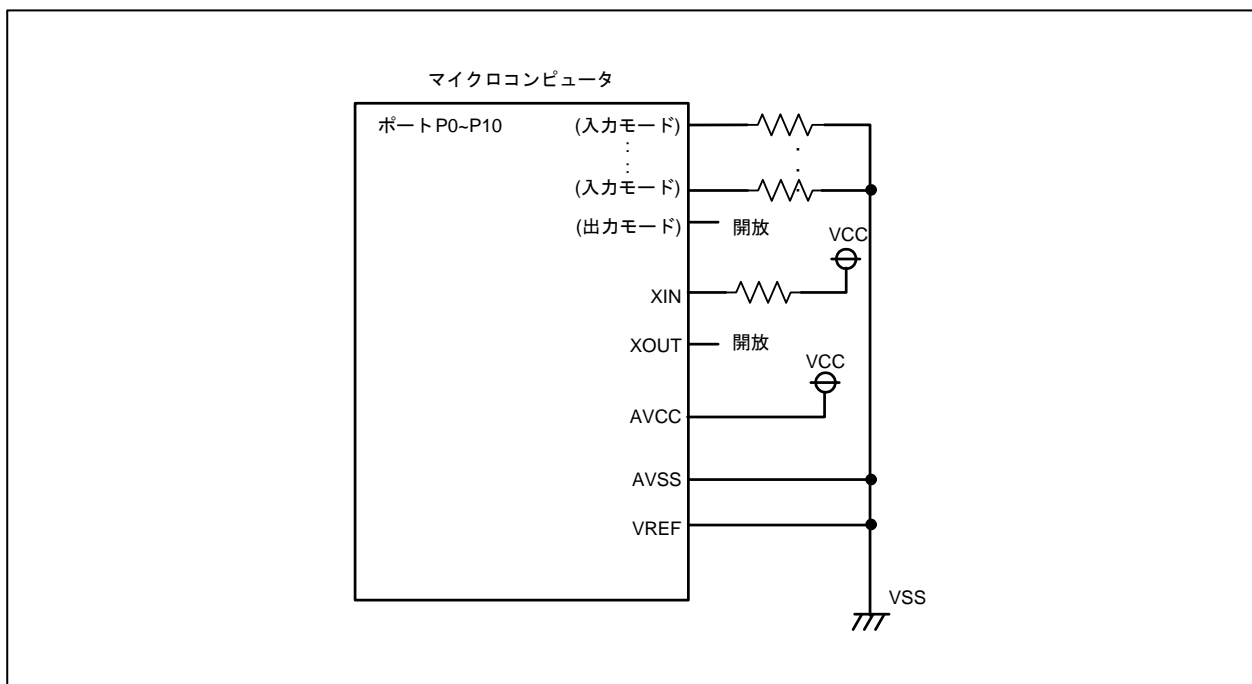 マイクロコンピュータ
ポートP0~P10
(入力モード)
(入力モード)
(出力モード)
開放
VCC
XIN
XOUT
開放
VCC
AVCC
AVSS
VREF
VSS